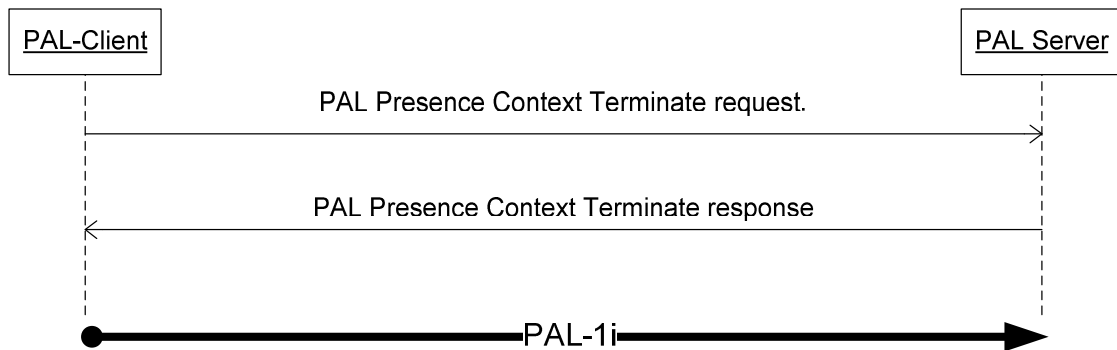 PAL-Client
PAL Server
PAL Presence Context Terminate request.
PAL Presence Context Terminate response
PAL-1i